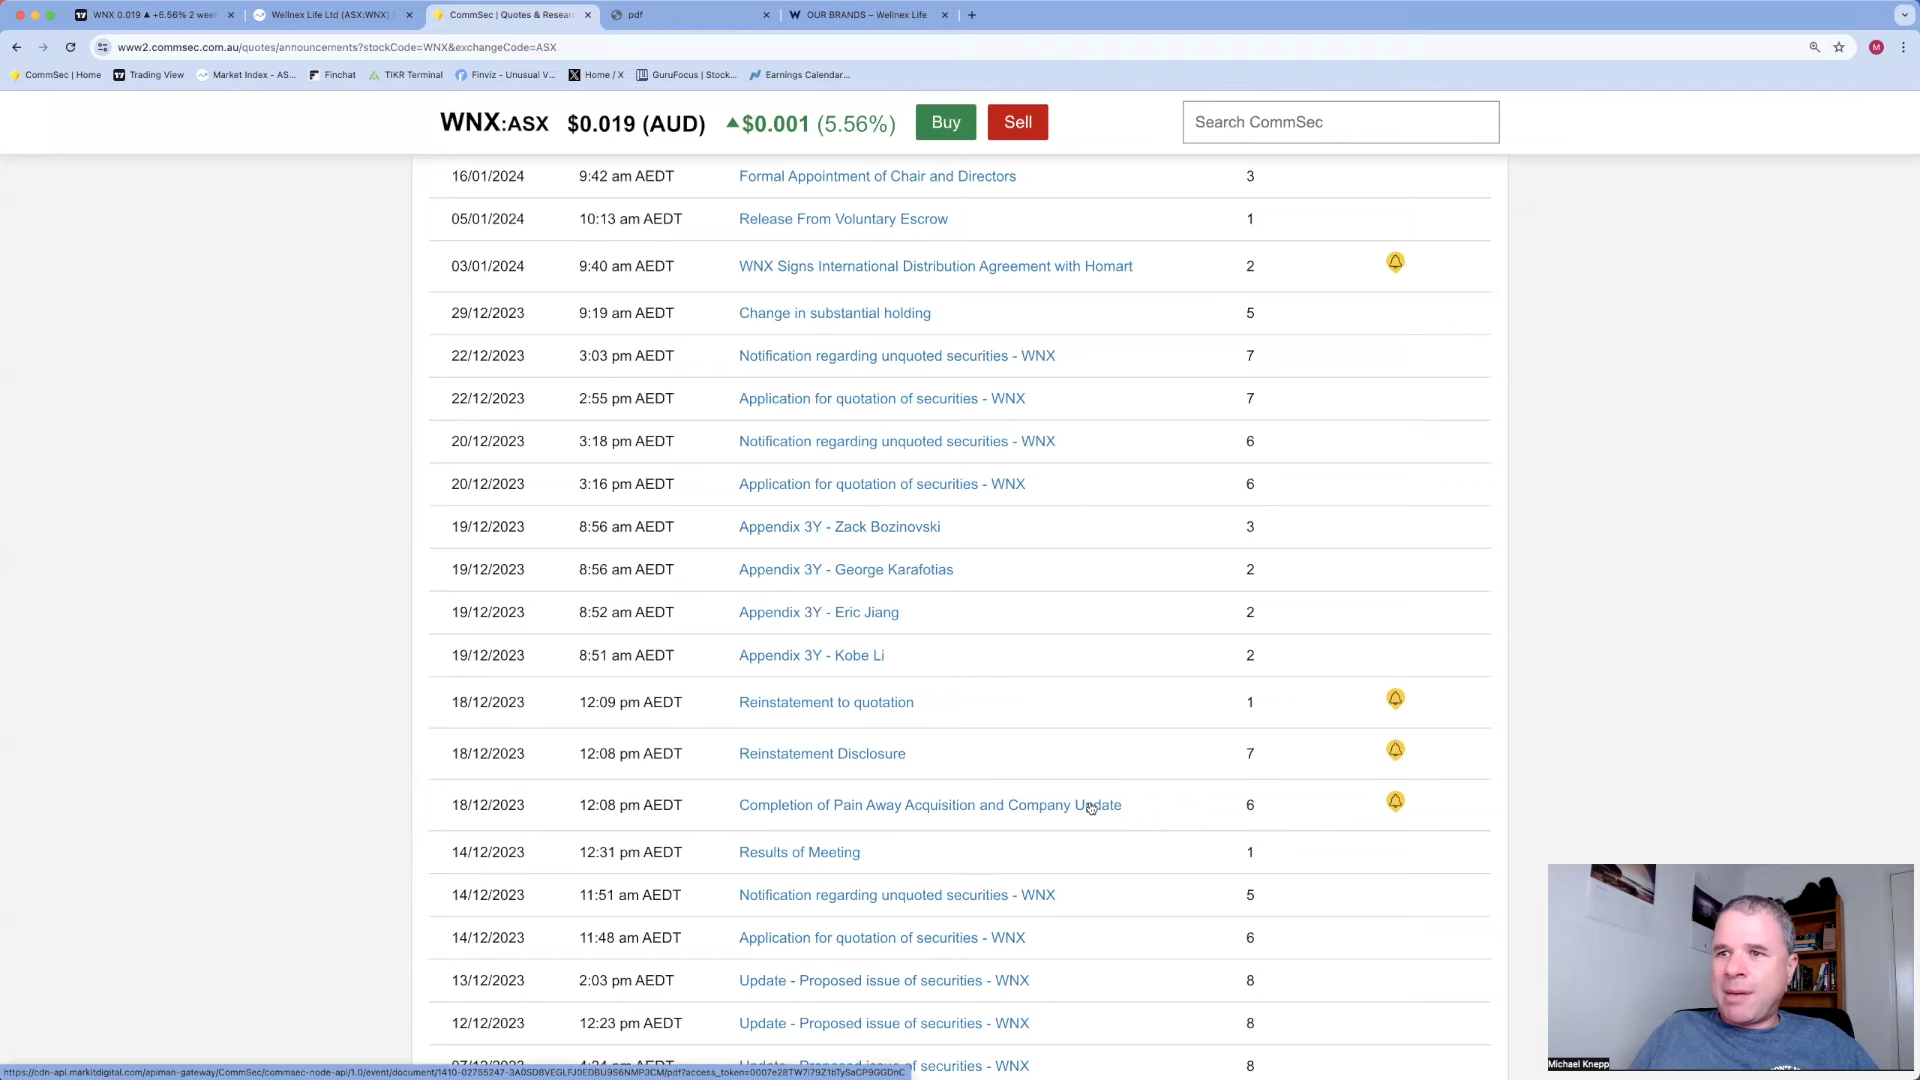 WNX 0.019 ▲ +5.56% 2 wee
Wellnex Life Ltd (ASX:WNX)
CommSec | Quotes & Resear
pdf
OUR BRANDS – Wellnex Life
www2.commsec.com.au/quotes/announcements?stockCode=WNX&exchangeCode=ASX
M
CommSec | Home
Trading View
Market Index - AS...
Finchat
TIKR Terminal
Finviz - Unusual V...
Home / X
GuruFocus | Stock...
Earnings Calendar...
WNX:ASX $0.019 (AUD) ▲$0.001 (5.56%) Buy Sell Search CommSec
16/01/2024 9:42 am AEDT Formal Appointment of Chair and Directors 3
05/01/2024 10:13 am AEDT Release From Voluntary Escrow 1
03/01/2024 9:40 am AEDT WNX Signs International Distribution Agreement with Homart 2
29/12/2023 9:19 am AEDT Change in substantial holding 5
22/12/2023 3:03 pm AEDT Notification regarding unquoted securities - WNX 7
22/12/2023 2:55 pm AEDT Application for quotation of securities - WNX 7
20/12/2023 3:18 pm AEDT Notification regarding unquoted securities - WNX 6
20/12/2023 3:16 pm AEDT Application for quotation of securities - WNX 6
19/12/2023 8:56 am AEDT Appendix 3Y - Zack Bozinovski 3
19/12/2023 8:56 am AEDT Appendix 3Y - George Karafotias 2
19/12/2023 8:52 am AEDT Appendix 3Y - Eric Jiang 2
19/12/2023 8:51 am AEDT Appendix 3Y - Kobe Li 2
18/12/2023 12:09 pm AEDT Reinstatement to quotation 1
18/12/2023 12:08 pm AEDT Reinstatement Disclosure 7
18/12/2023 12:08 pm AEDT Completion of Pain Away Acquisition and Company Update 6
14/12/2023 12:31 pm AEDT Results of Meeting 1
14/12/2023 11:51 am AEDT Notification regarding unquoted securities - WNX 5
14/12/2023 11:48 am AEDT Application for quotation of securities - WNX 6
13/12/2023 2:03 pm AEDT Update - Proposed issue of securities - WNX 8
12/12/2023 12:23 pm AEDT Update - Proposed issue of securities - WNX 8
Update - Proposed issue of securities - WNX 8
Michael Knepp